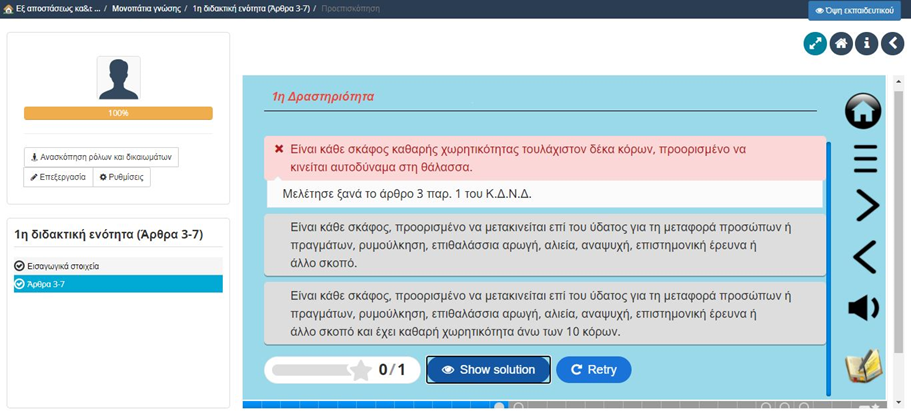 Εξ αποστάσεως κα&τ ... / Μονοπάτια γνώσης / 1η διδακτική ενότητα (Άρθρα 3-7) / Προεπισκόπηση
Όψη εκπαιδευτικού
100%
Ανασκόπηση ρόλων και δικαιωμάτων
Επεξεργασία
Ρυθμίσεις
1η διδακτική ενότητα (Άρθρα 3-7)
Εισαγωγικά στοιχεία
Άρθρα 3-7
1η Δραστηριότητα
Είναι κάθε σκάφος καθαρής χωρητικότητας τουλάχιστον δέκα κόρων, προορισμένο να
κινείται αυτοδύναμα στη θάλασσα.
Μελέτησε ξανά το άρθρο 3 παρ. 1 του Κ.Δ.Ν.Δ.
Είναι κάθε σκάφος, προορισμένο να μετακινείται επί του ύδατος για τη μεταφορά προσώπων ή
πραγμάτων, ρυμούλκηση, επιθαλάσσια αρωγή, αλιεία, αναψυχή, επιστημονική έρευνα ή
άλλο σκοπό.
Είναι κάθε σκάφος, προορισμένο να μετακινείται επί του ύδατος για τη μεταφορά προσώπων ή
πραγμάτων, ρυμούλκηση, επιθαλάσσια αρωγή, αλιεία, αναψυχή, επιστημονική έρευνα ή
άλλο σκοπό και έχει καθαρή χωρητικότητα άνω των 10 κόρων.
0/1
Show solution
Retry